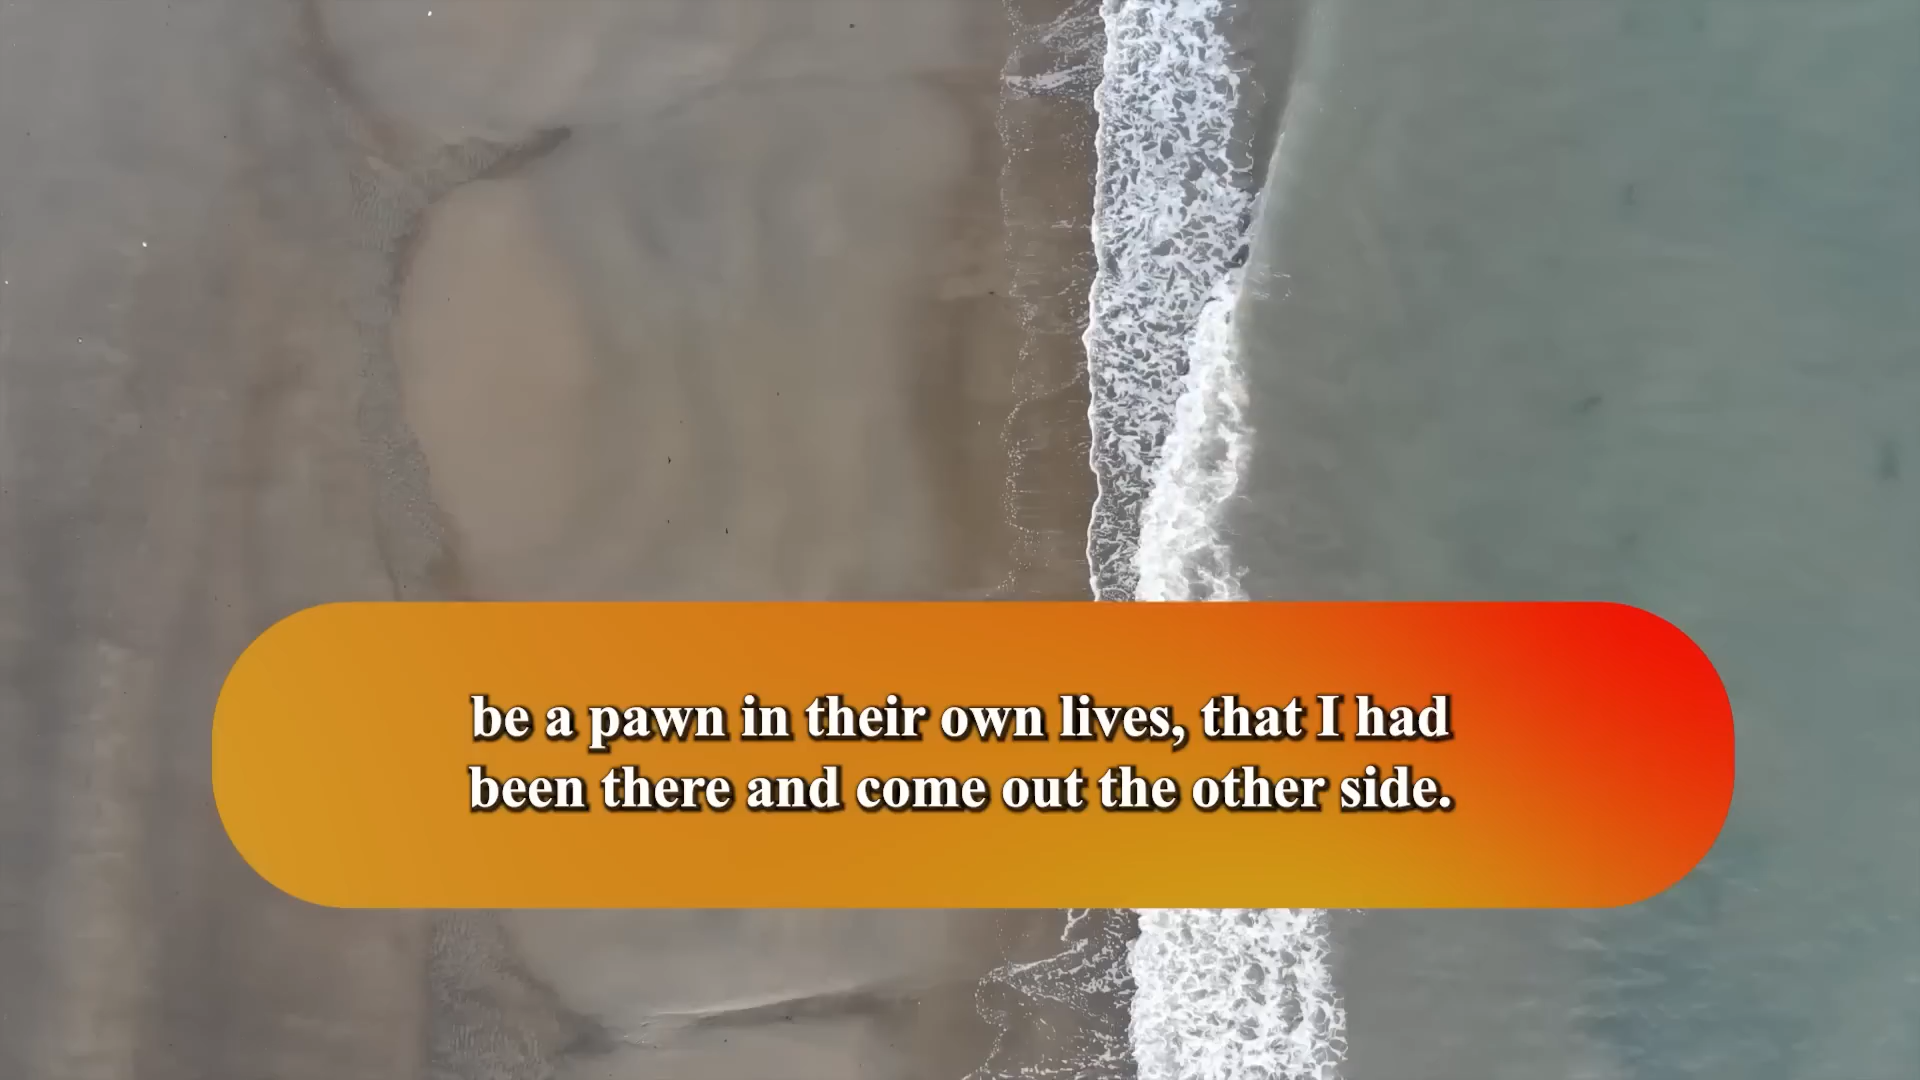 be a pawn in their own lives, that I had
been there and come out the other side.